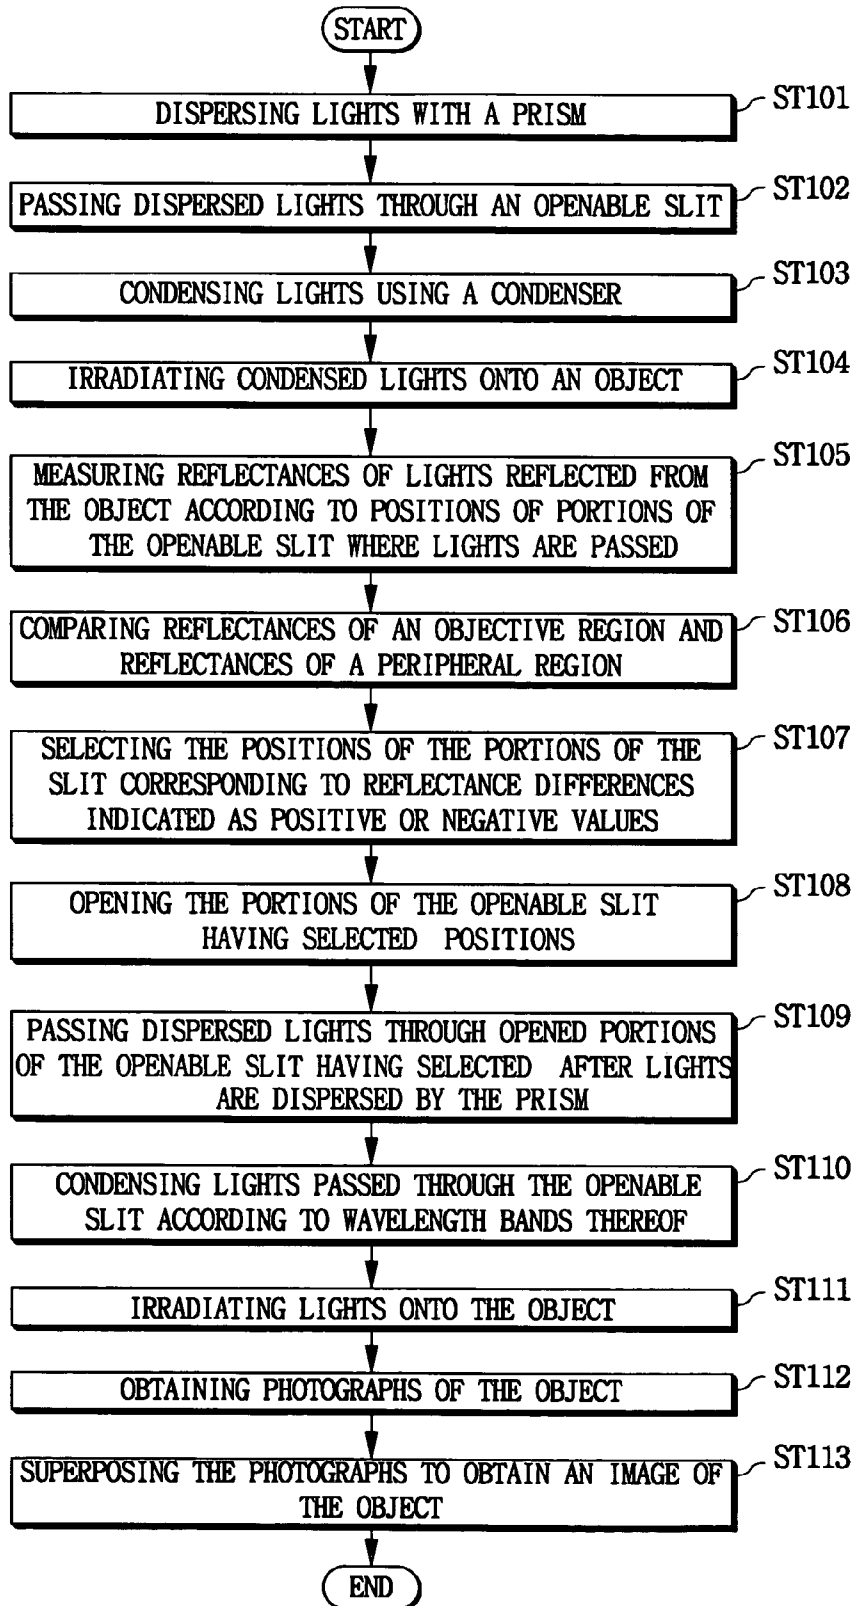 START
DISPERSING LIGHTS WITH A PRISM
ST101
PASSING DISPERSED LIGHTS THROUGH AN OPENABLE SLIT
ST102
CONDENSING LIGHTS USING A CONDENSER
ST103
IRRADIATING CONDENSED LIGHTS ONTO AN OBJECT
ST104
MEASURING REFLECTANCES OF LIGHTS REFLECTED FROM
THE OBJECT ACCORDING TO POSITIONS OF PORTIONS OF
THE OPENABLE SLIT WHERE LIGHTS ARE PASSED
ST105
COMPARING REFLECTANCES OF AN OBJECTIVE REGION AND
REFLECTANCES OF A PERIPHERAL REGION
ST106
SELECTING THE POSITIONS OF THE PORTIONS OF THE
SLIT CORRESPONDING TO REFLECTANCE DIFFERENCES
INDICATED AS POSITIVE OR NEGATIVE VALUES
ST107
OPENING THE PORTIONS OF THE OPENABLE SLIT
HAVING SELECTED POSITIONS
ST108
PASSING DISPERSED LIGHTS THROUGH OPENED PORTIONS
OF THE OPENABLE SLIT HAVING SELECTED AFTER LIGHTS
ARE DISPERSED BY THE PRISM
ST109
CONDENSING LIGHTS PASSED THROUGH THE OPENABLE
SLIT ACCORDING TO WAVELENGTH BANDS THEREOF
ST110
IRRADIATING LIGHTS ONTO THE OBJECT
ST111
OBTAINING PHOTOGRAPHS OF THE OBJECT
ST112
SUPERPOSING THE PHOTOGRAPHS TO OBTAIN AN IMAGE OF
THE OBJECT
ST113
END